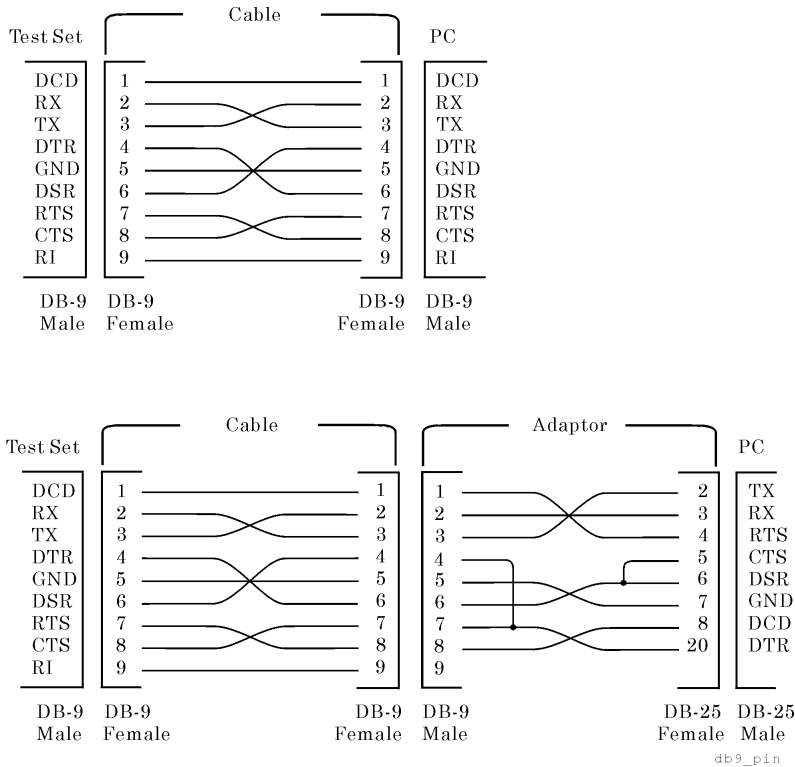 Cable
Test Set PC
DCD 1 1 DCD
RX 2 2 RX
TX 3 3 TX
DTR 4 4 DTR
GND 5 5 GND
DSR 6 6 DSR
RTS 7 7 RTS
CTS 8 8 CTS
RI 9 9 RI
DB-9 DB-9 DB-9 DB-9
Male Female Female Male
Cable Adaptor
Test Set PC
DCD 1 1 1 2 TX
RX 2 2 2 3 RX
TX 3 3 3 4 RTS
DTR 4 4 4 5 CTS
GND 5 5 5 6 DSR
DSR 6 6 6 7 GND
RTS 7 7 7 8 DCD
CTS 8 8 8 20 DTR
RI 9 9 9
DB-9 DB-9 DB-9 DB-9 DB-25 DB-25
Male Female Female Male Female Male
db9_pin